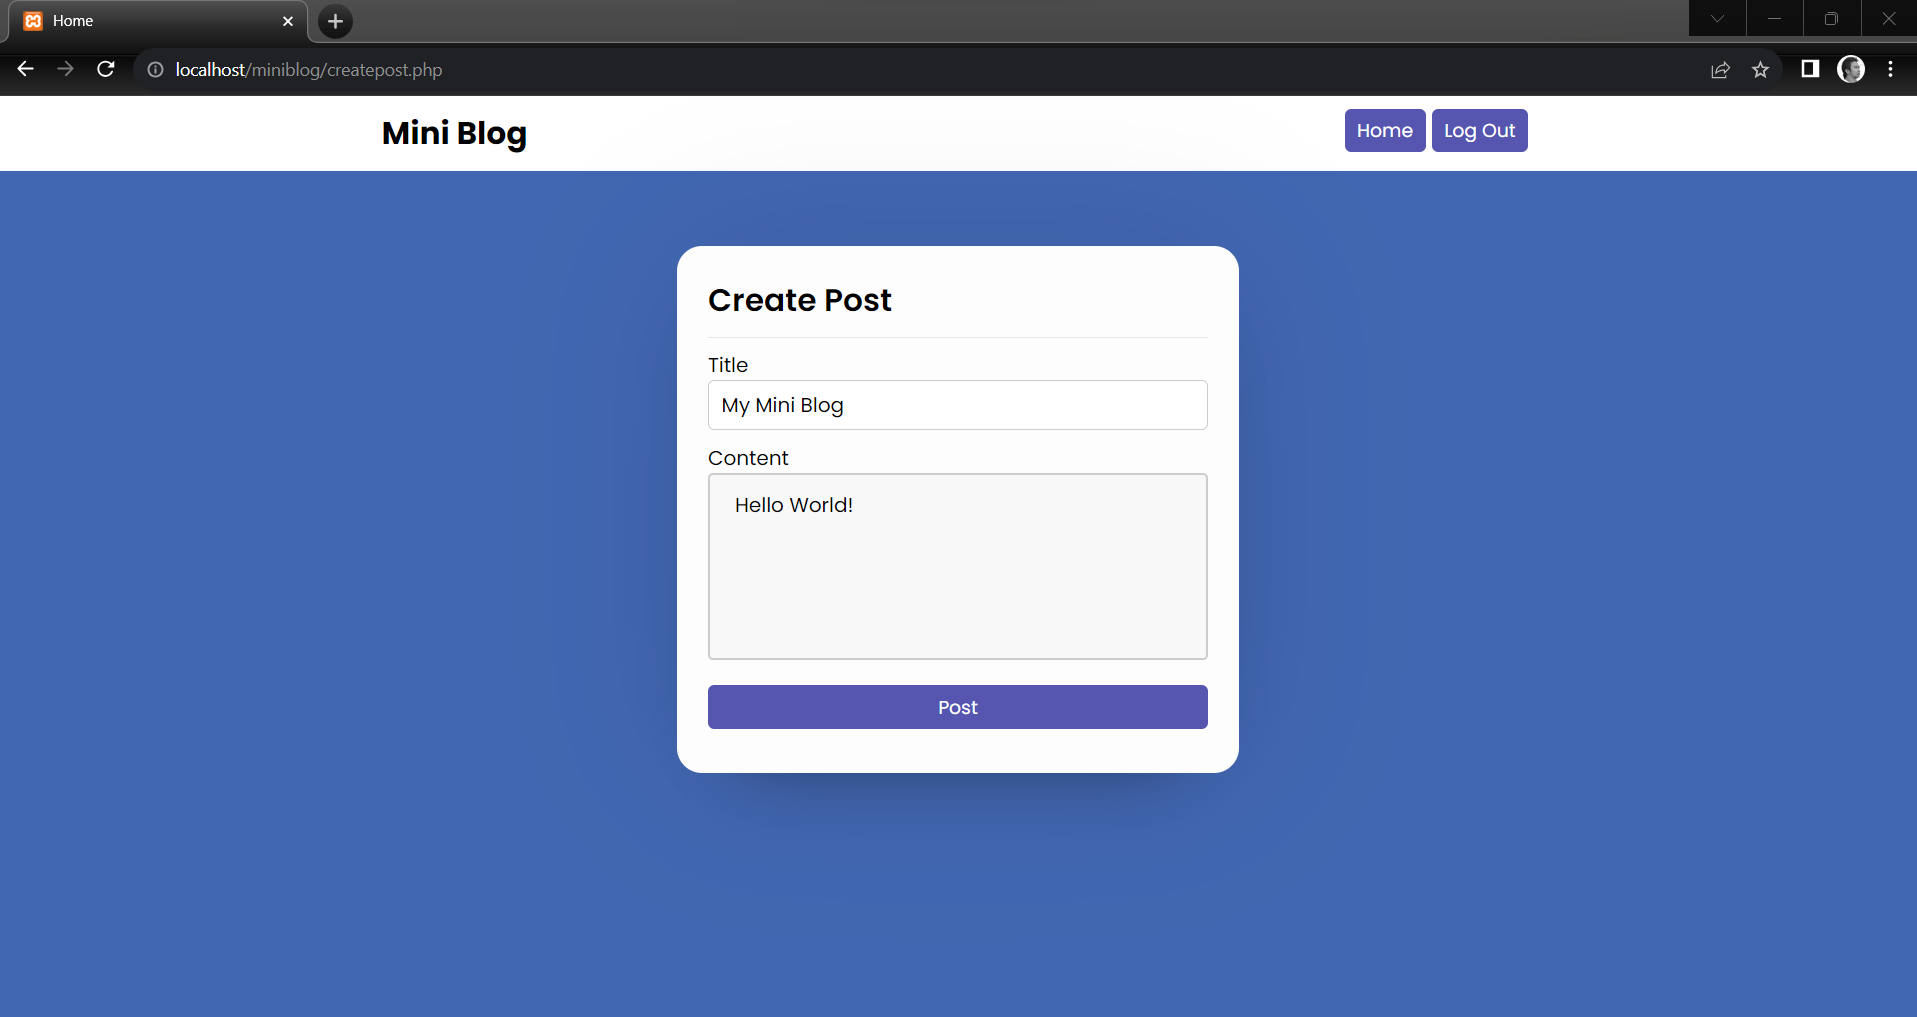 Home
localhost/miniblog/createpost.php
Mini Blog
Home Log Out
Create Post
Title
My Mini Blog
Content
Hello World!
Post